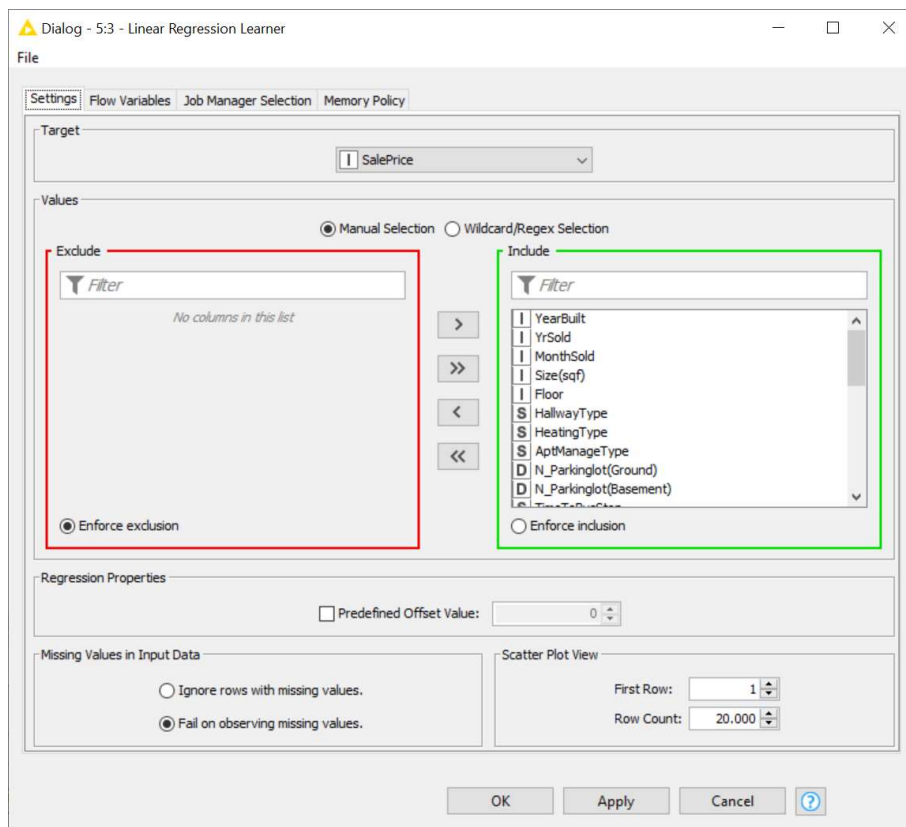 Dialog - 5:3 - Linear Regression Learner
File
Settings Flow Variables Job Manager Selection Memory Policy
Target
I SalePrice
Values
Manual Selection Wildcard/Regex Selection
Exclude
Filter
No columns in this list
Enforce exclusion
>
>>
<
<<
Include
Filter
I YearBuilt
I YrSold
I MonthSold
I Size(sqf)
I Floor
S HallwayType
S HeatingType
S AptManageType
D N_Parkinglot(Ground)
D N_Parkinglot(Basement)
Enforce inclusion
Regression Properties
Predefined Offset Value: 0
Missing Values in Input Data
Ignore rows with missing values.
Fail on observing missing values.
Scatter Plot View
First Row: 1
Row Count: 20.000
OK Apply Cancel ?